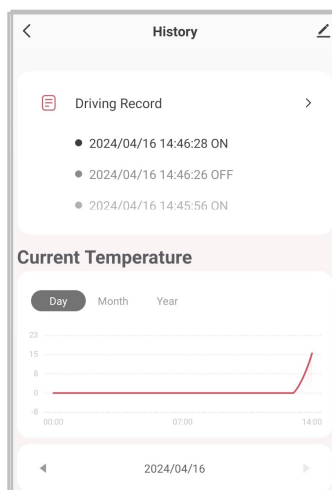 History
Driving Record
2024/04/16 14:46:28 ON
2024/04/16 14:46:26 OFF
2024/04/16 14:45:56 ON
Current Temperature
Day Month Year
23
15
8
0
-8
00:00 07:00 14:00
2024/04/16